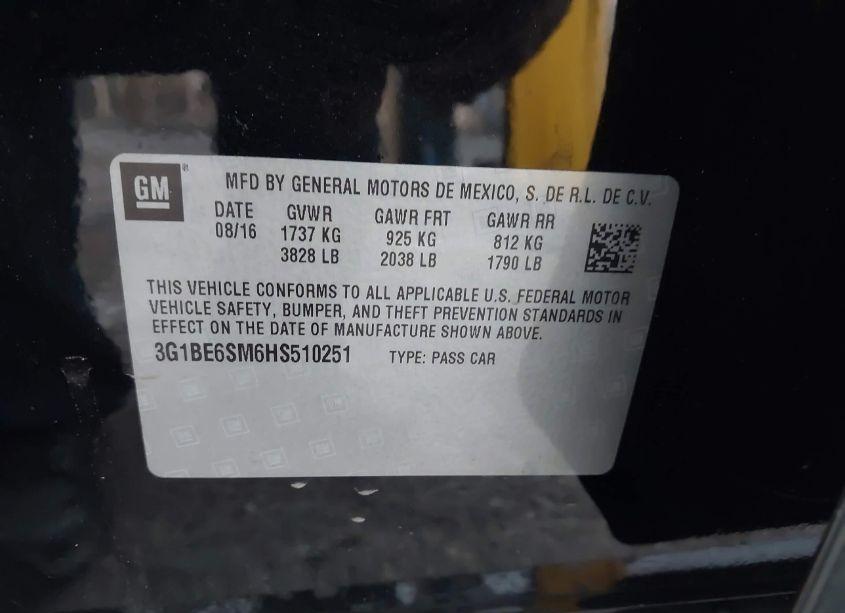 GM
MFD BY GENERAL MOTORS DE MEXICO, S. DE R.L. DE C.V.
DATE GVWR GAWR FRT GAWR RR
08/16 1737 KG 925 KG 812 KG
3828 LB 2038 LB 1790 LB
THIS VEHICLE CONFORMS TO ALL APPLICABLE U.S. FEDERAL MOTOR
VEHICLE SAFETY, BUMPER, AND THEFT PREVENTION STANDARDS IN
EFFECT ON THE DATE OF MANUFACTURE SHOWN ABOVE.
3G1BE6SM6HS510251 TYPE: PASS CAR